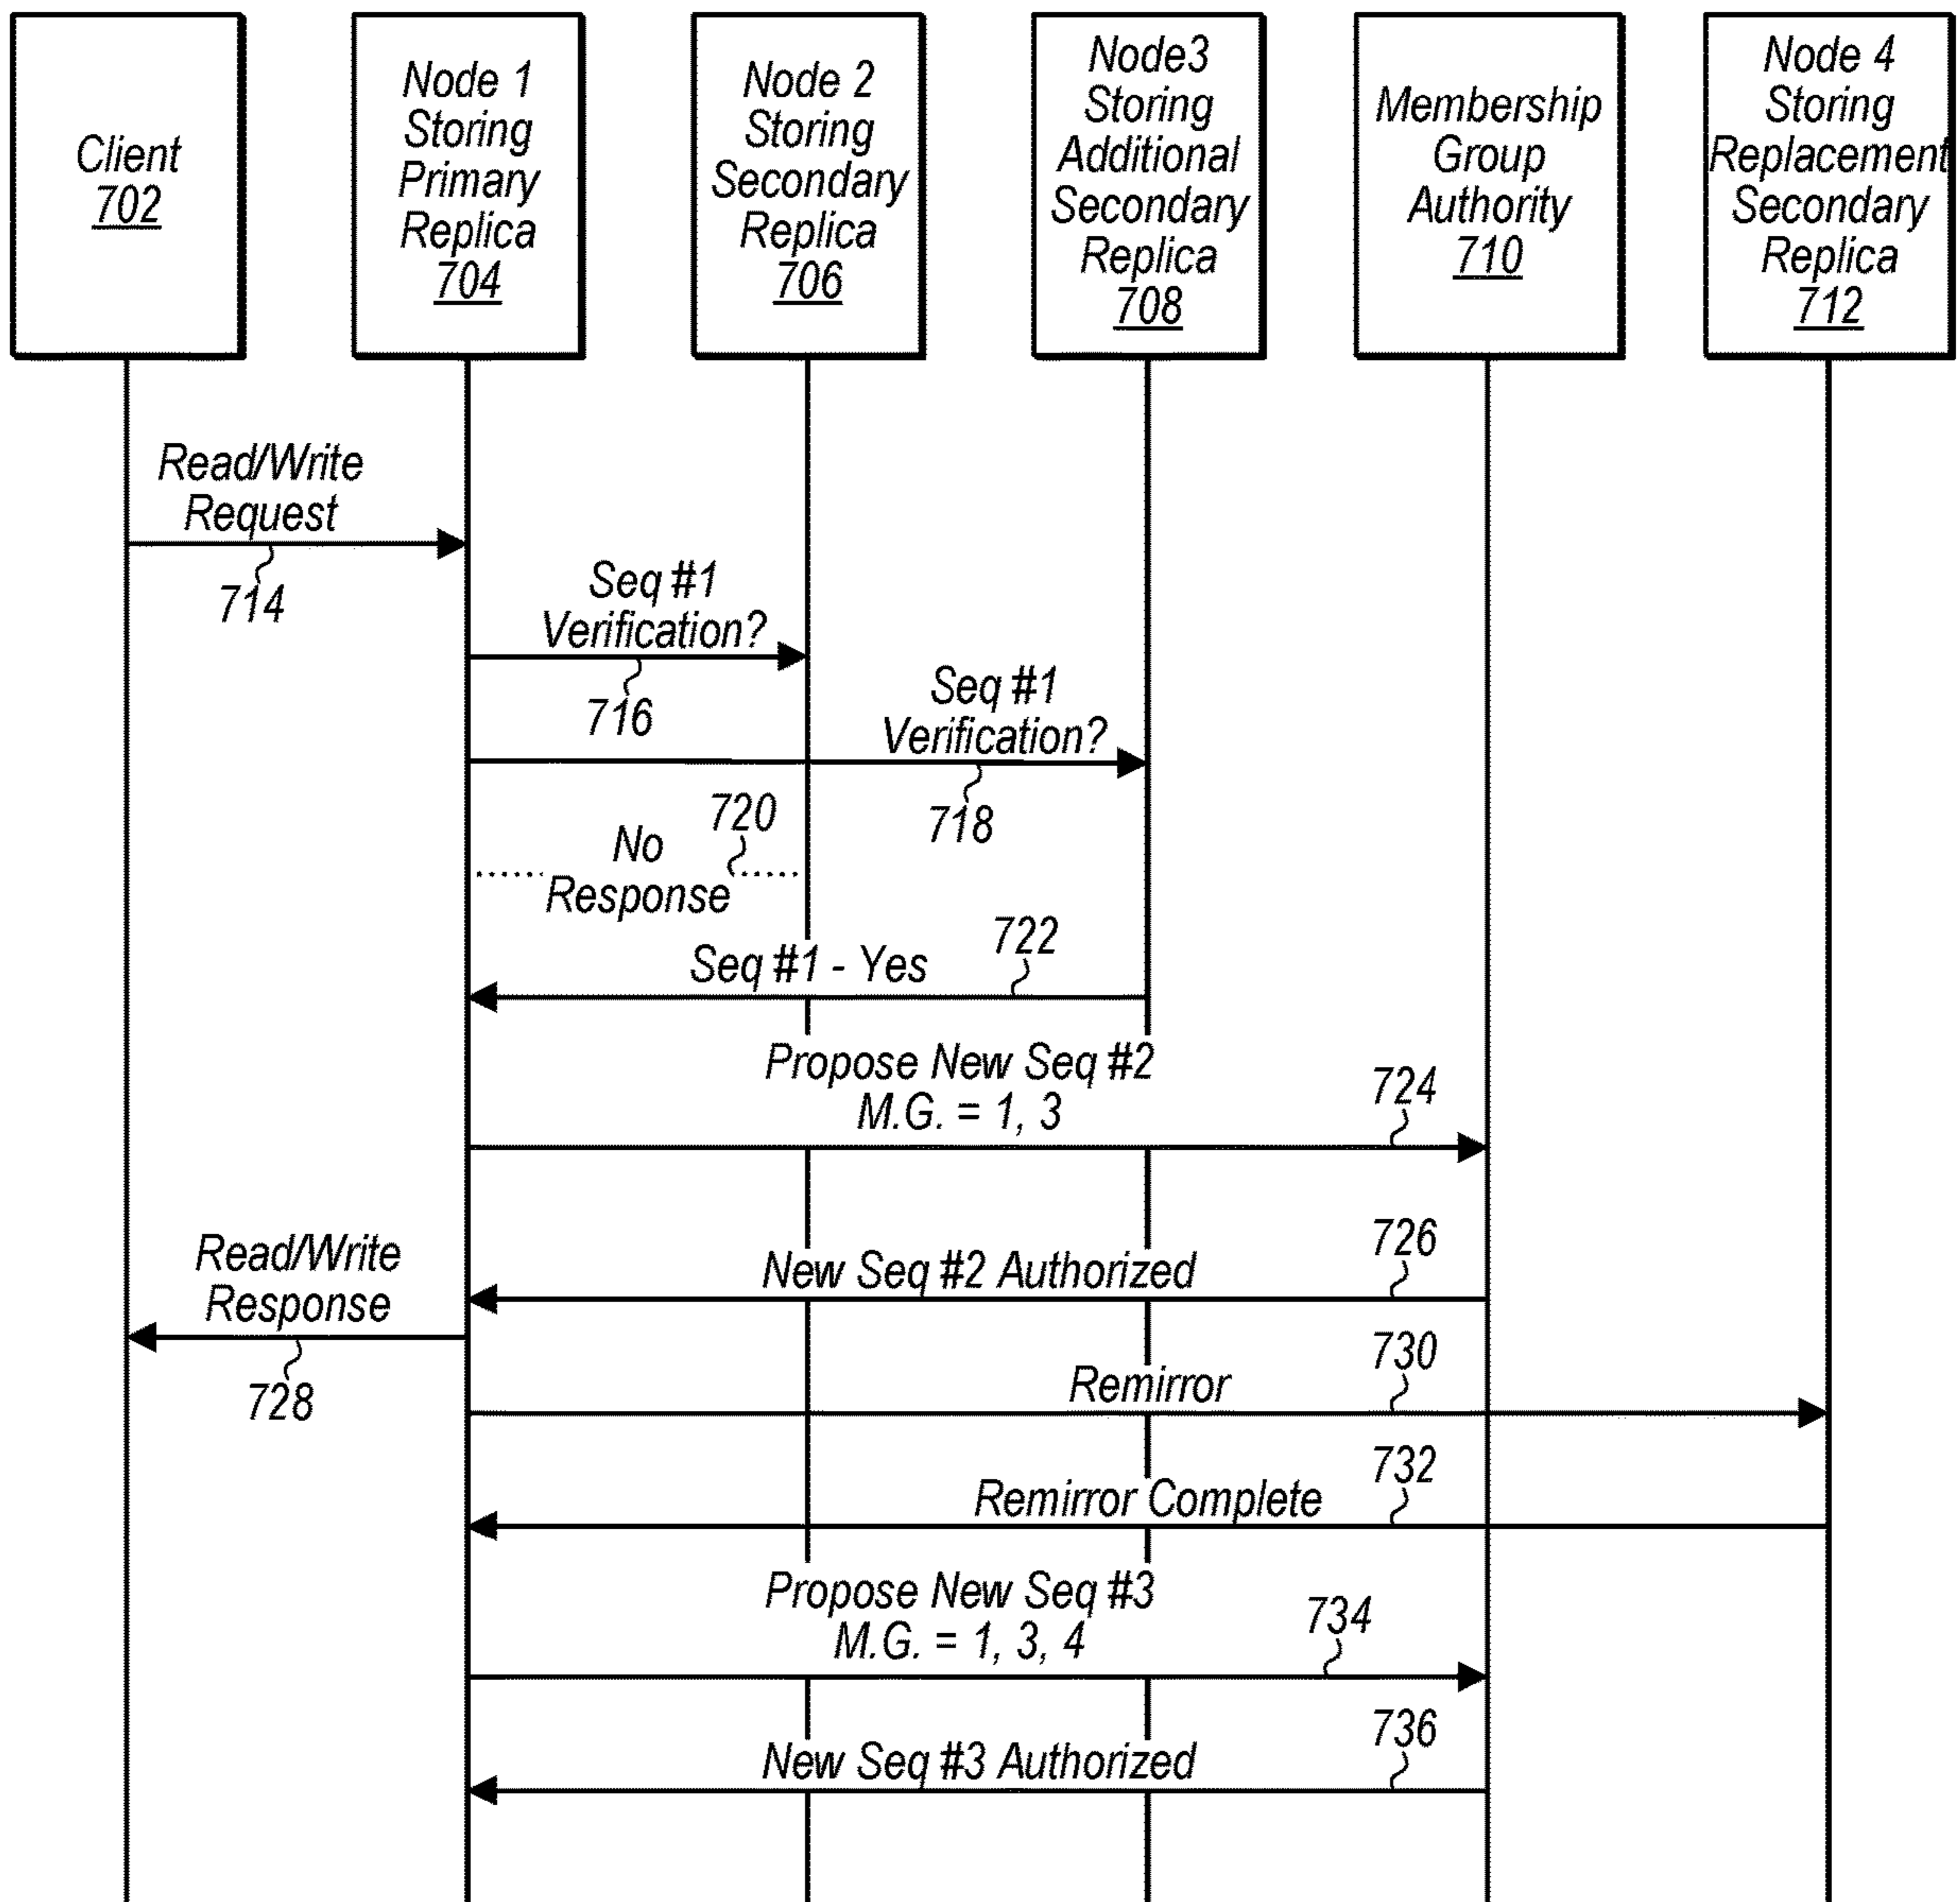 Client
702
Node 1
Storing
Primary
Replica
704
Node 2
Storing
Secondary
Replica
706
Node3
Storing
Additional
Secondary
Replica
708
Membership
Group
Authority
710
Node 4
Storing
Replacement
Secondary
Replica
712
Read/Write
Request
714
Seq #1
Verification?
716
Seq #1
Verification?
718
720
No
Response
722
Seq #1 - Yes
Propose New Seq #2
M.G. = 1, 3
724
726
New Seq #2 Authorized
Read/Write
Response
728
730
Remirror
732
Remirror Complete
Propose New Seq #3
M.G. = 1, 3, 4
734
736
New Seq #3 Authorized